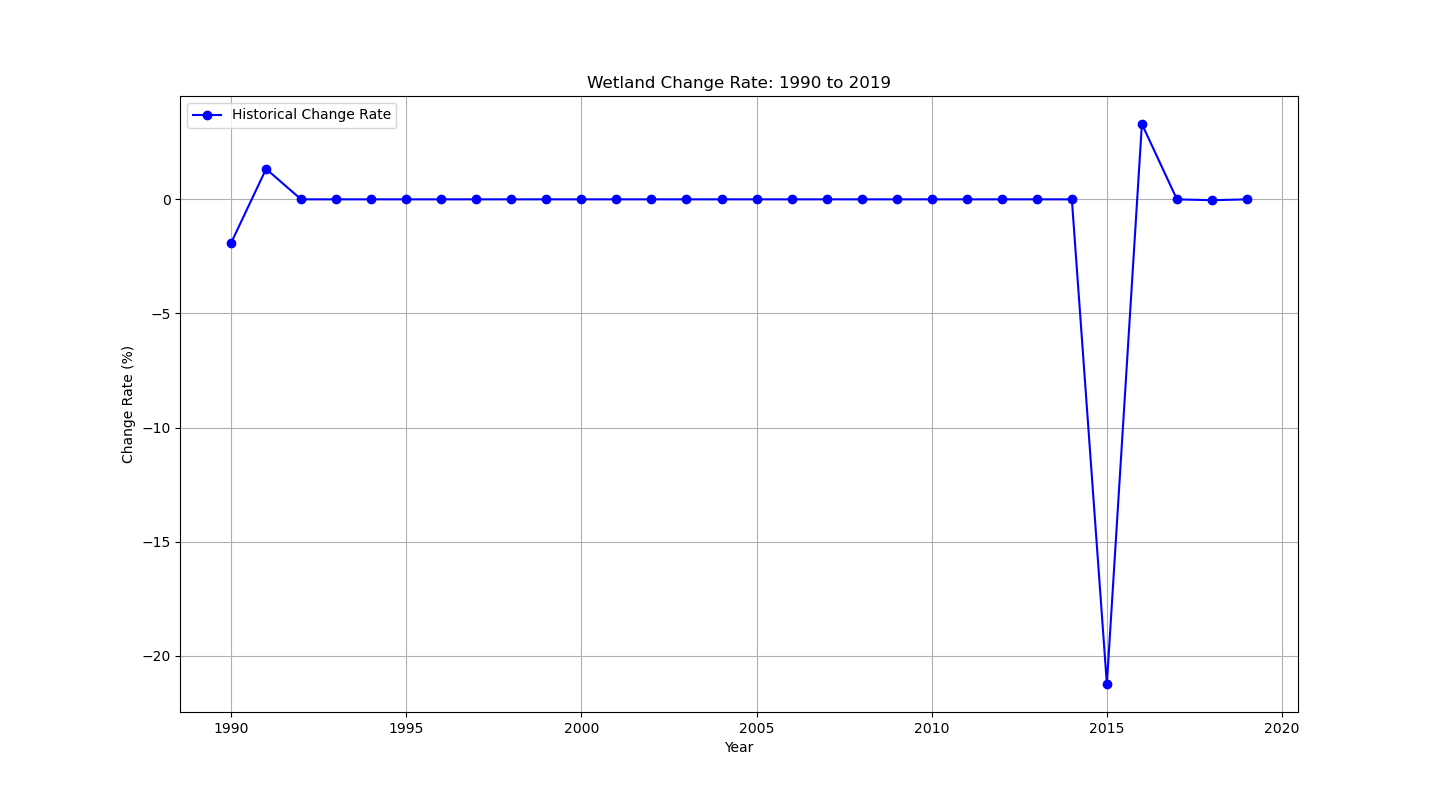 Wetland Change Rate: 1990 to 2019
Historical Change Rate
0
−5
−10
−15
−20
Change Rate (%)
1990 1995 2000 2005 2010 2015 2020
Year